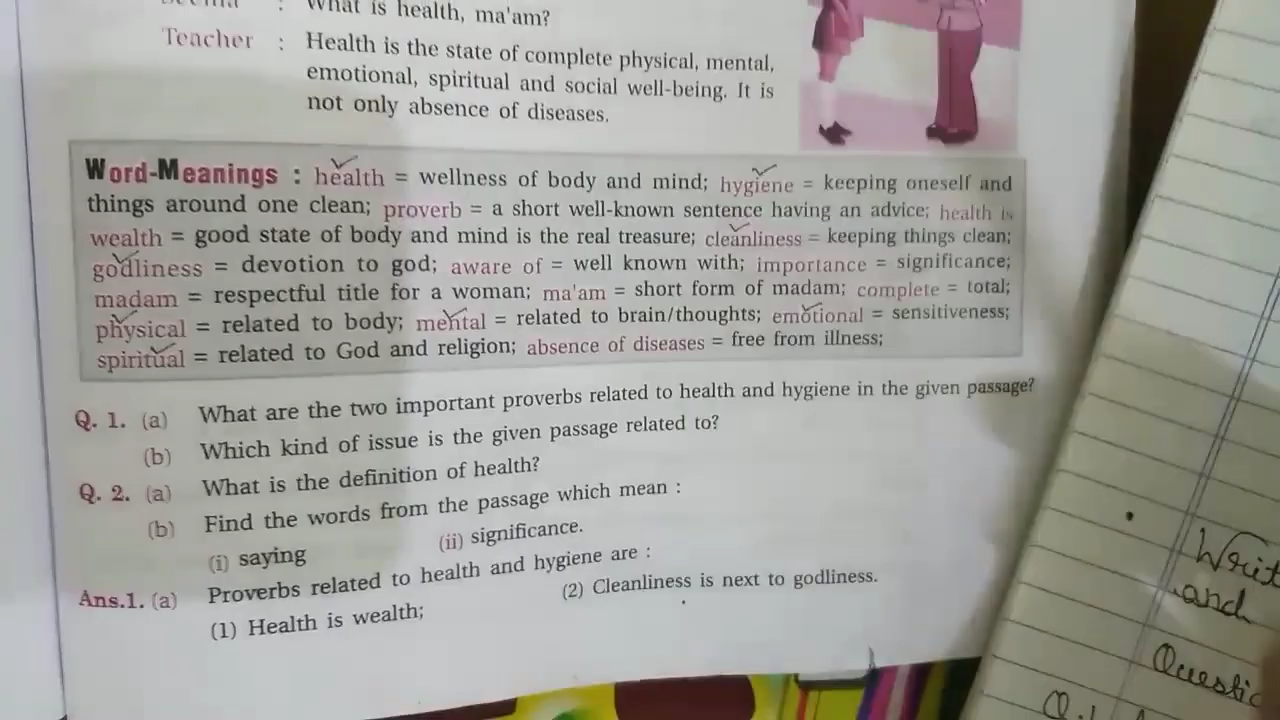 What is health, ma'am?
Teacher : Health is the state of complete physical, mental,
emotional, spiritual and social well-being. It is
not only absence of diseases.
Word-Meanings : health = wellness of body and mind; hygiene = keeping oneself and
things around one clean; proverb = a short well-known sentence having an advice; health is
wealth = good state of body and mind is the real treasure; cleanliness = keeping things clean;
godliness = devotion to god; aware of = well known with; importance = significance;
madam = respectful title for a woman; ma'am = short form of madam; complete = total;
physical = related to body; mental = related to brain/thoughts; emotional = sensitiveness;
spiritual = related to God and religion; absence of diseases = free from illness;
Q. 1. (a) What are the two important proverbs related to health and hygiene in the given passage?
(b) Which kind of issue is the given passage related to?
Q. 2. (a) What is the definition of health?
(b) Find the words from the passage which mean :
(i) saying (ii) significance.
Ans.1. (a) Proverbs related to health and hygiene are :
(1) Health is wealth; (2) Cleanliness is next to godliness.
and